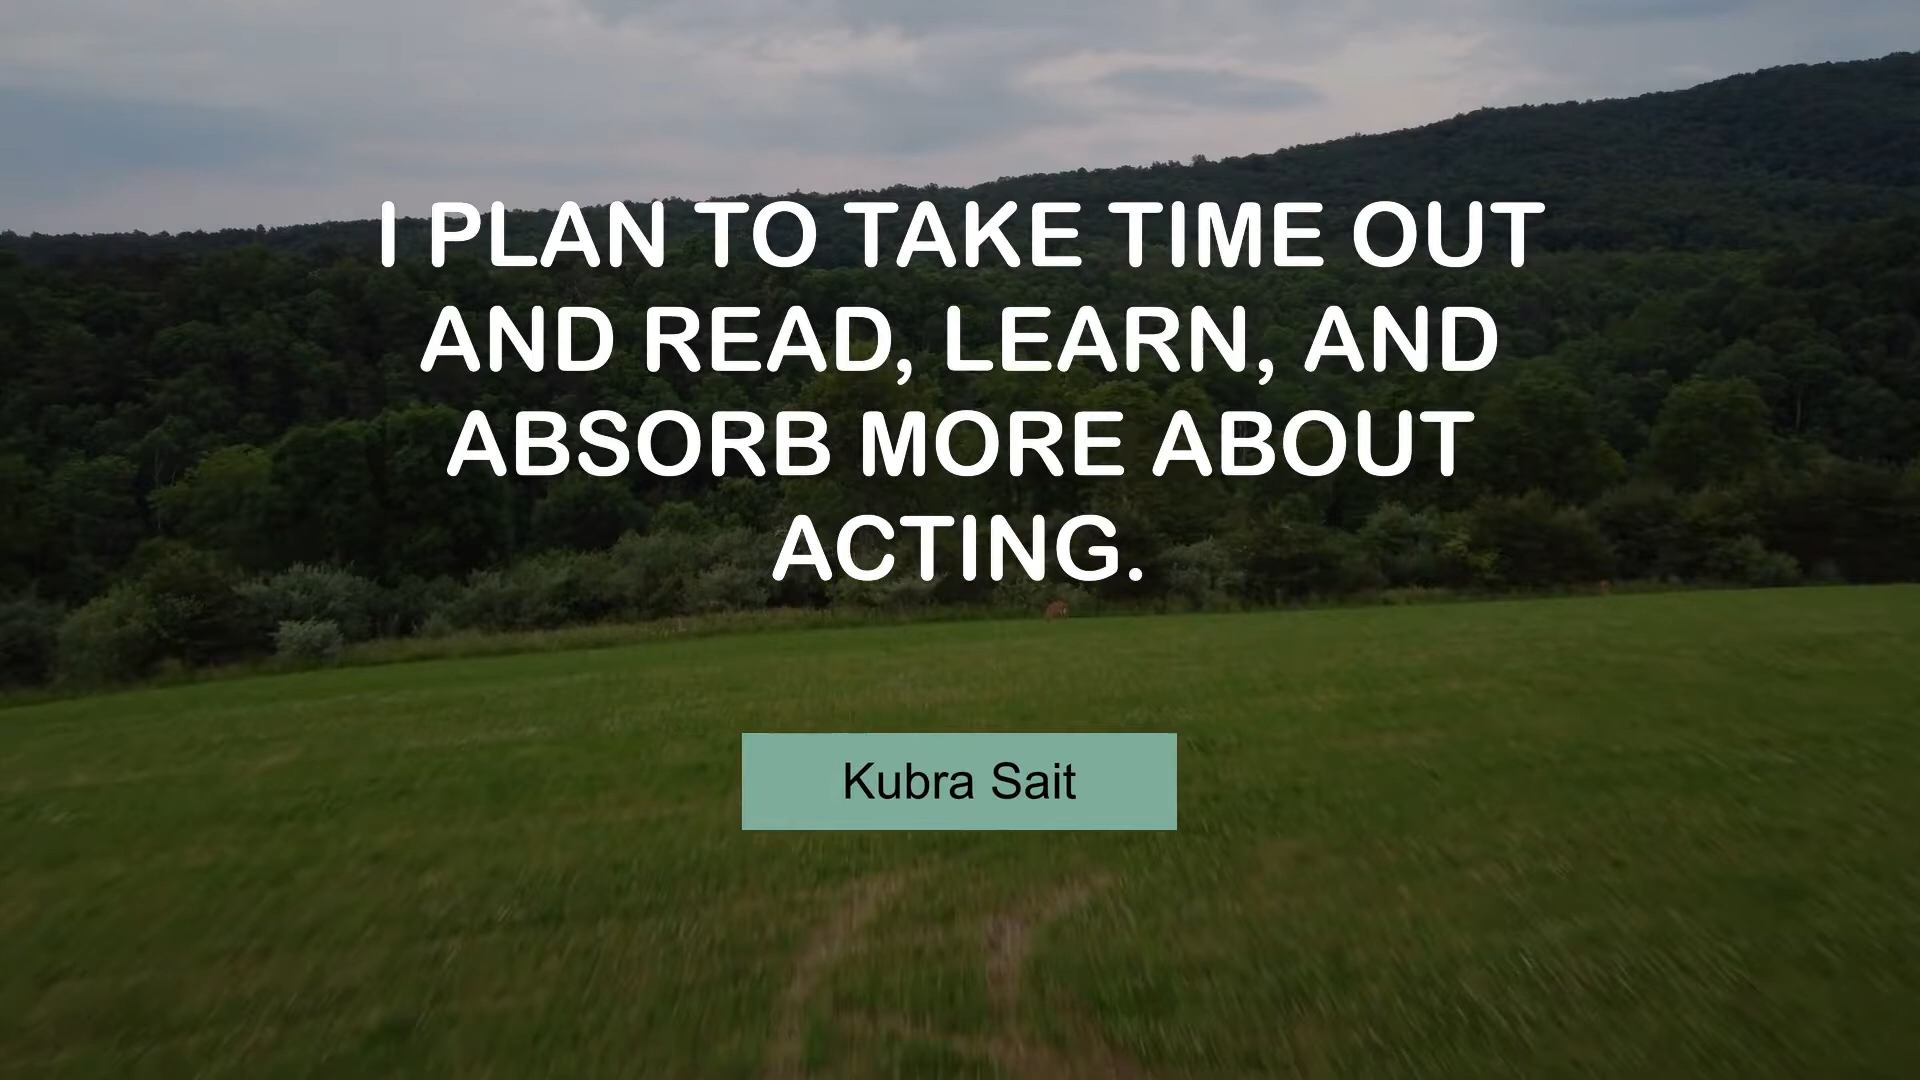 I PLAN TO TAKE TIME OUT
AND READ, LEARN, AND
ABSORB MORE ABOUT
ACTING.
Kubra Sait